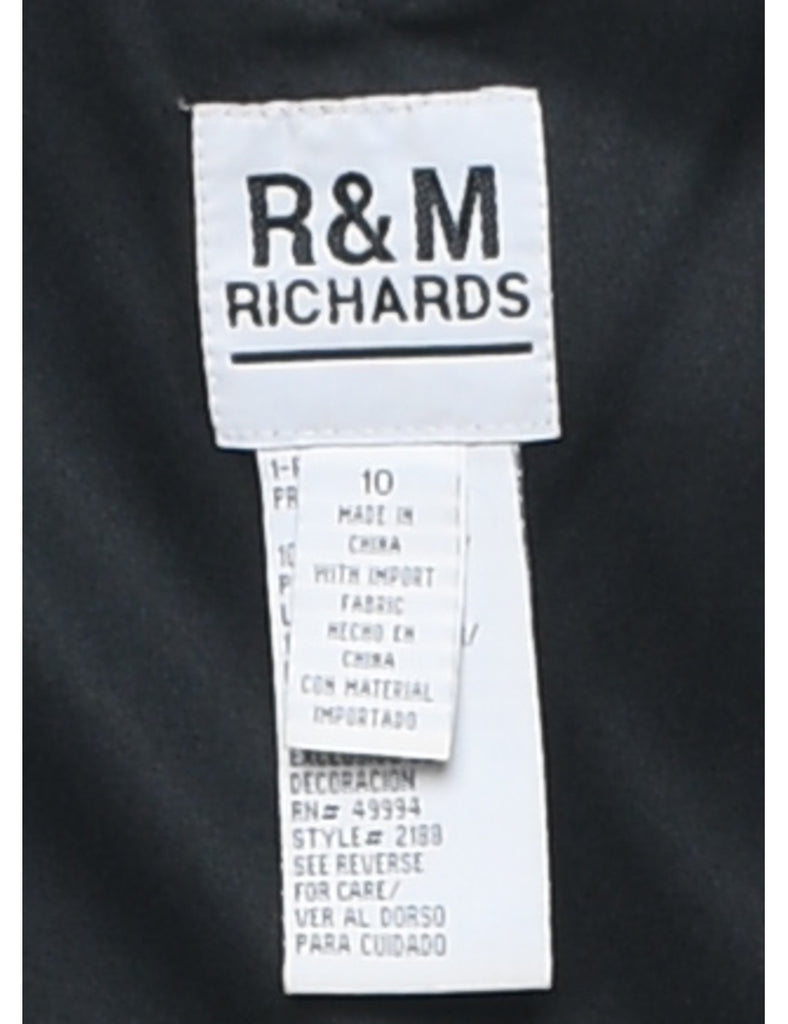 R&M
RICHARDS
10
MADE IN
CHINA
WITH IMPORT
FABRIC
HECHO EN
CHINA
CON MATERIAL
IMPORTADO
DECORACION
RN# 49994
STYLE# 2188
SEE REVERSE
FOR CARE/
VER AL DORSO
PARA CUIDADO